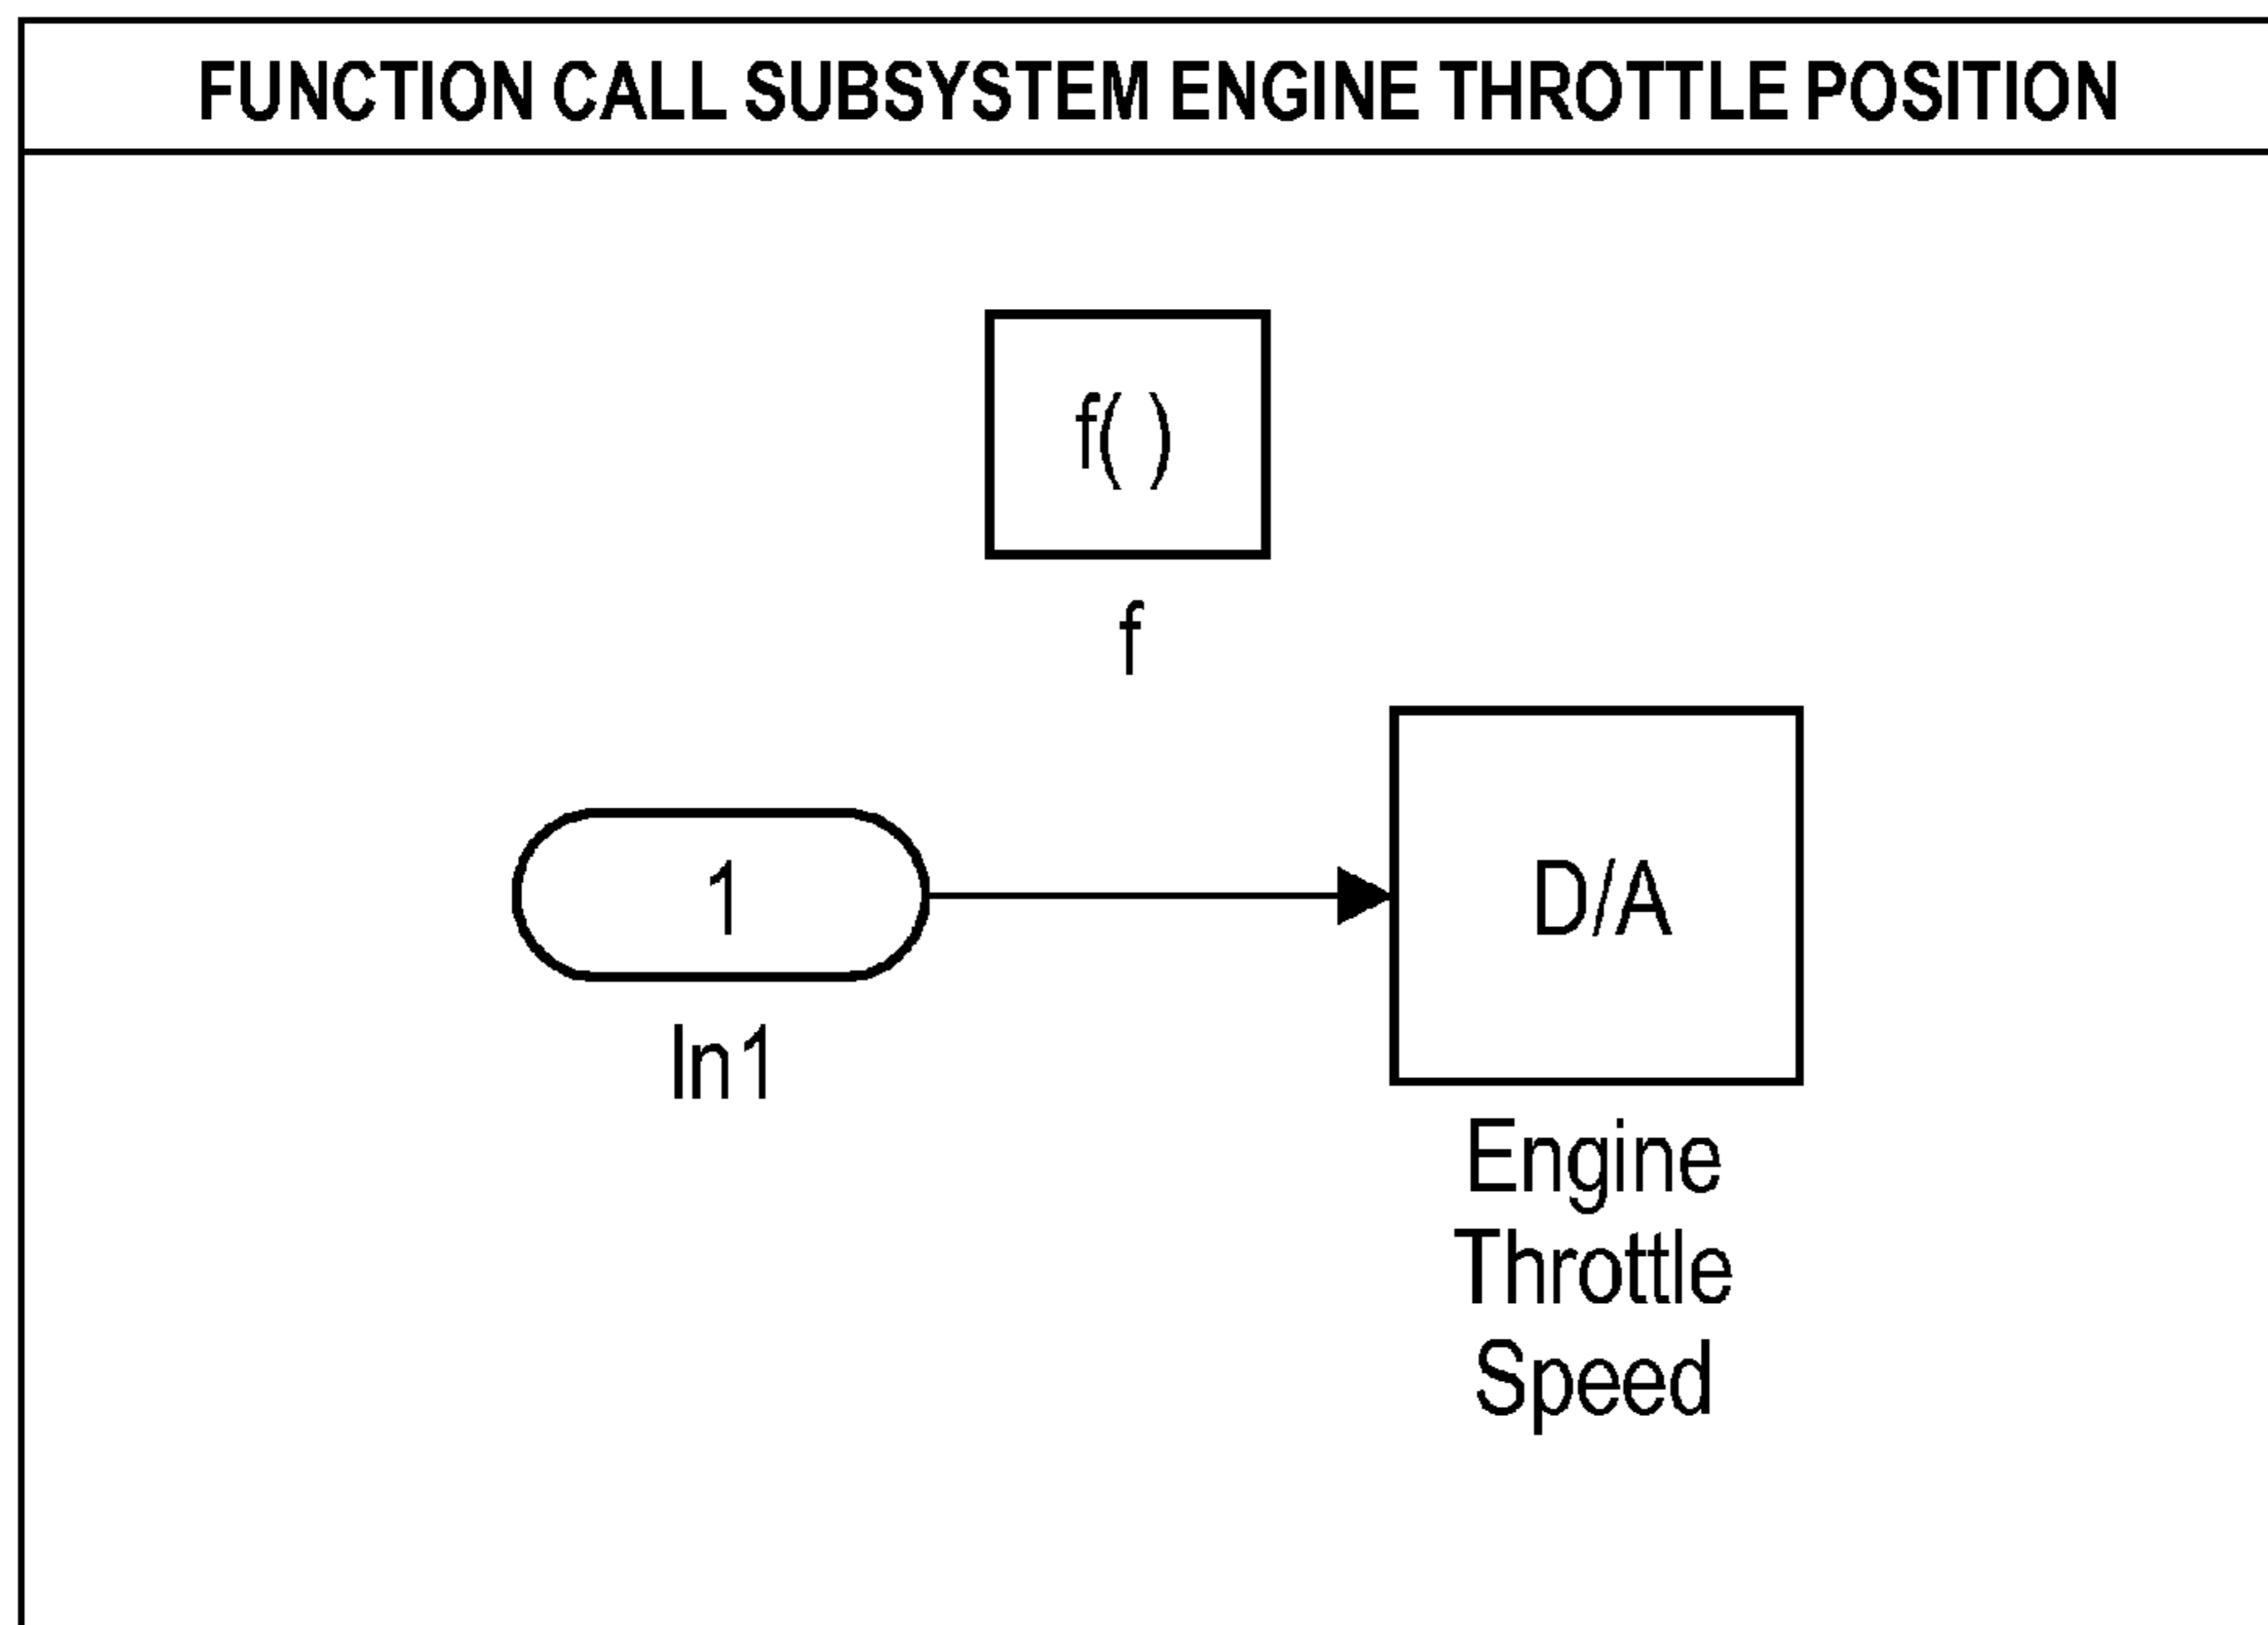 FUNCTION CALL SUBSYSTEM ENGINE THROTTLE POSITION
f( )
f
1
In1
D/A
Engine
Throttle
Speed